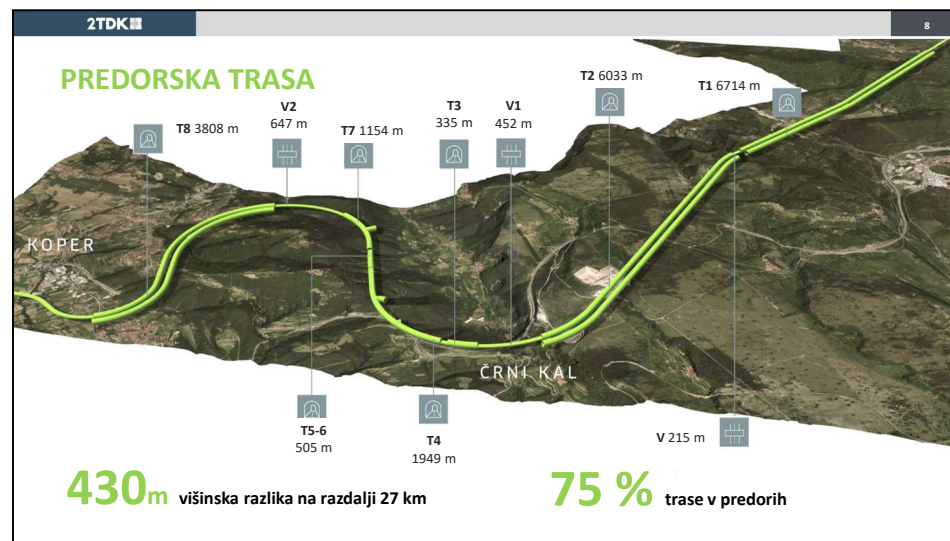 2TDK
8
PREDORSKA TRASA
T8 3808 m
V2
647 m
T7 1154 m
T3
335 m
V1
452 m
T2 6033 m
T1 6714 m
KOPER
ČRNI KAL
T5-6
505 m
T4
1949 m
V 215 m
430m višinska razlika na razdalji 27 km
75 % trase v predorih